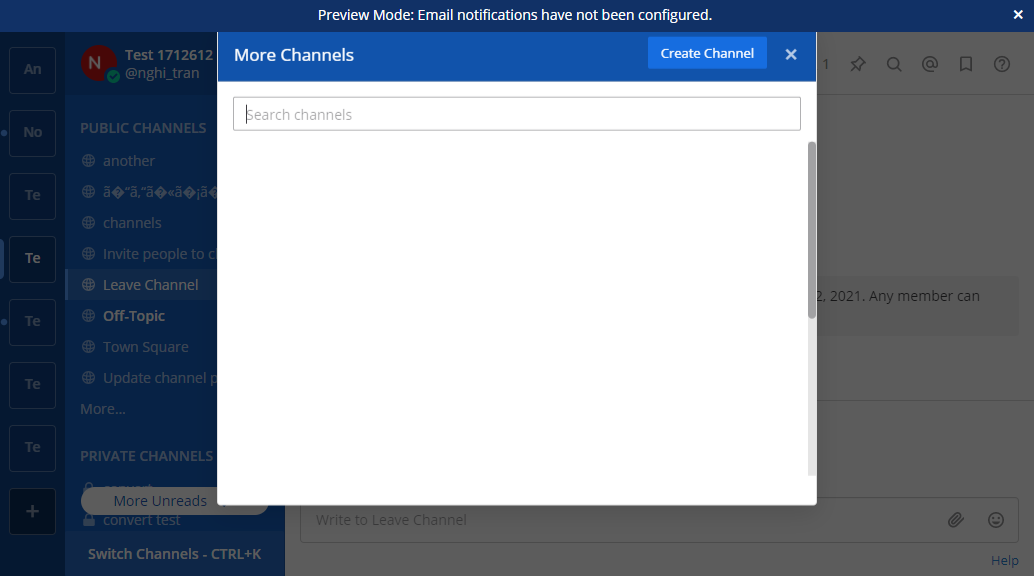 Preview Mode: Email notifications have not been configured.
An
No
Te
Te
Te
Te
Te
N
Test 1712612
@nghi_tran
PUBLIC CHANNELS
another
channels
Invite people to
Leave Channel
Off-Topic
Town Square
Update channel
More...
PRIVATE CHANNELS
More Unreads
convert test
Switch Channels - CTRL+K
More Channels
Create Channel
Search channels
1
2, 2021. Any member can
Write to Leave Channel
Help